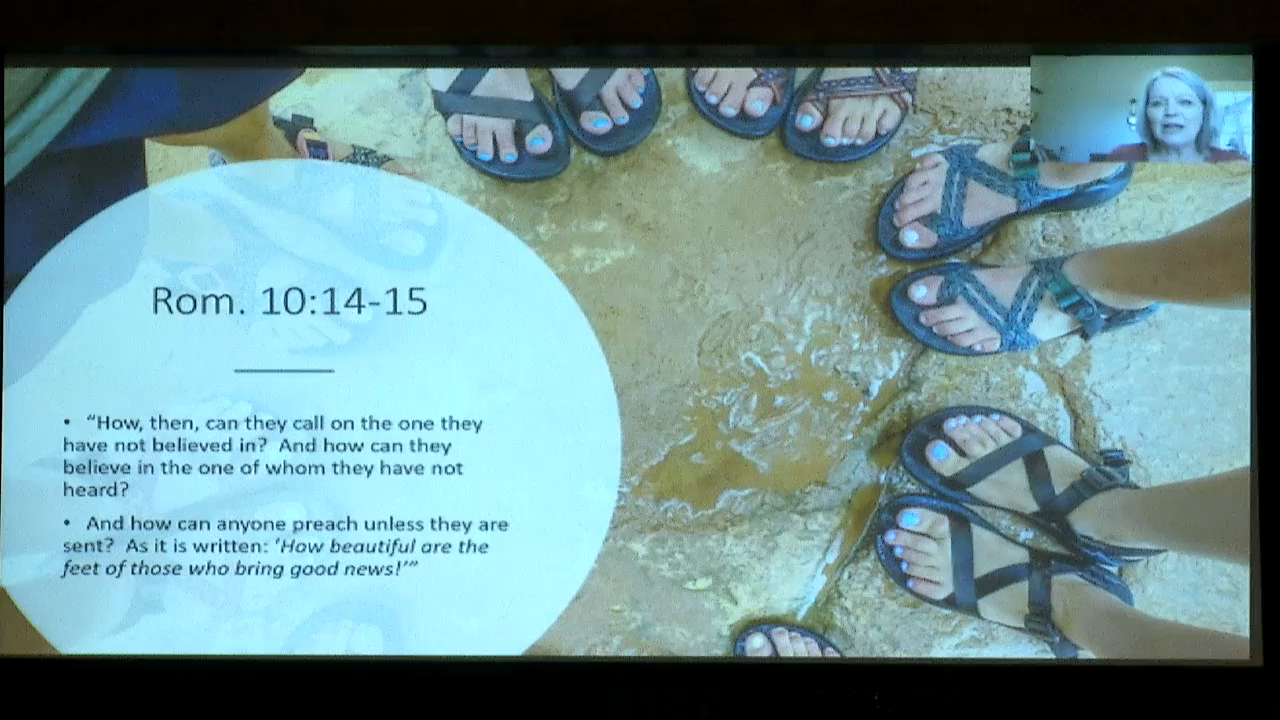 Rom. 10:14-15
• “How, then, can they call on the one they
have not believed in? And how can they
believe in the one of whom they have not
heard?
• And how can anyone preach unless they are
sent? As it is written: ‘How beautiful are the
feet of those who bring good news!’”